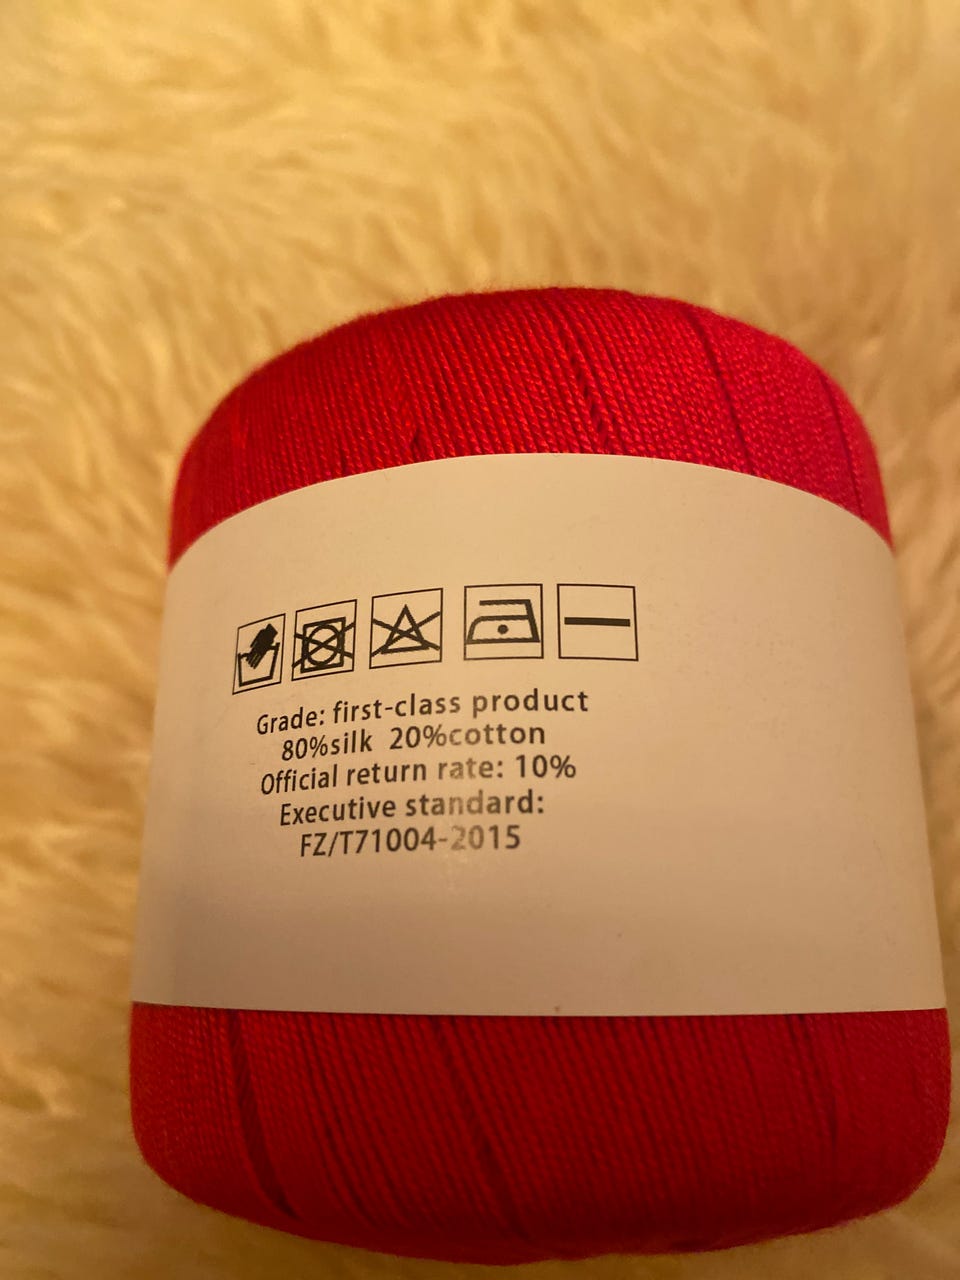 Grade: first-class product
80%silk 20%cotton
Official return rate: 10%
Executive standard:
FZ/T71004-2015